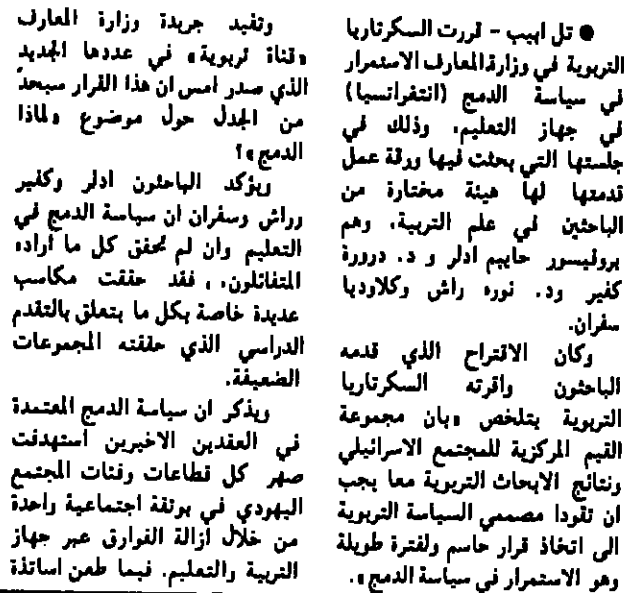 ● تل ابيب - قررت السكرتاريا
التربوية في وزارة المعارف الاستمرار
في سياسة الدمج (انتغراتسيا)
في جهاز التعليم، وذلك في
جلستها التي بحثت فيها ورقة عمل
قدمتها لها هيئة مختارة من
الباحثين في علم التربية، وهم
بروفيسور حاييم ادلر و د. درورة
كفير ود. نوره راش وكلاوديا
سفران.
وكان الاقتراح الذي قدمه
الباحثون واقرته السكرتاريا
التربوية يتلخص «بان مجموعة
القيم المركزية للمجتمع الاسرائيلي
ونتائج الابحاث التربوية معا يجب
ان تقودا مصممي السياسة التربوية
الى اتخاذ قرار حاسم ولفترة طويلة
وهو الاستمرار في سياسة الدمج».
وتفيد جريدة وزارة المعارف
«قناة تربوية» في عددها الجديد
الذي صدر امس ان هذا القرار سيحدّ
من الجدل حول موضوع «لماذا
الدمج»؟
ويؤكد الباحثون ادلر وكفير
وراش وسفران ان سياسة الدمج في
التعليم وان لم تحقق كل ما اراده
المتفائلون، ، فقد حققت مكاسب
عديدة خاصة بكل ما يتعلق بالتقدم
الدراسي الذي حققته المجموعات
الضعيفة.
ويذكر ان سياسة الدمج المعتمدة
في العقدين الاخيرين استهدفت
صهر كل قطاعات وفئات المجتمع
اليهودي في بوتقة اجتماعية واحدة
من خلال ازالة الفوارق عبر جهاز
التربية والتعليم. فيما طعن اساتذة